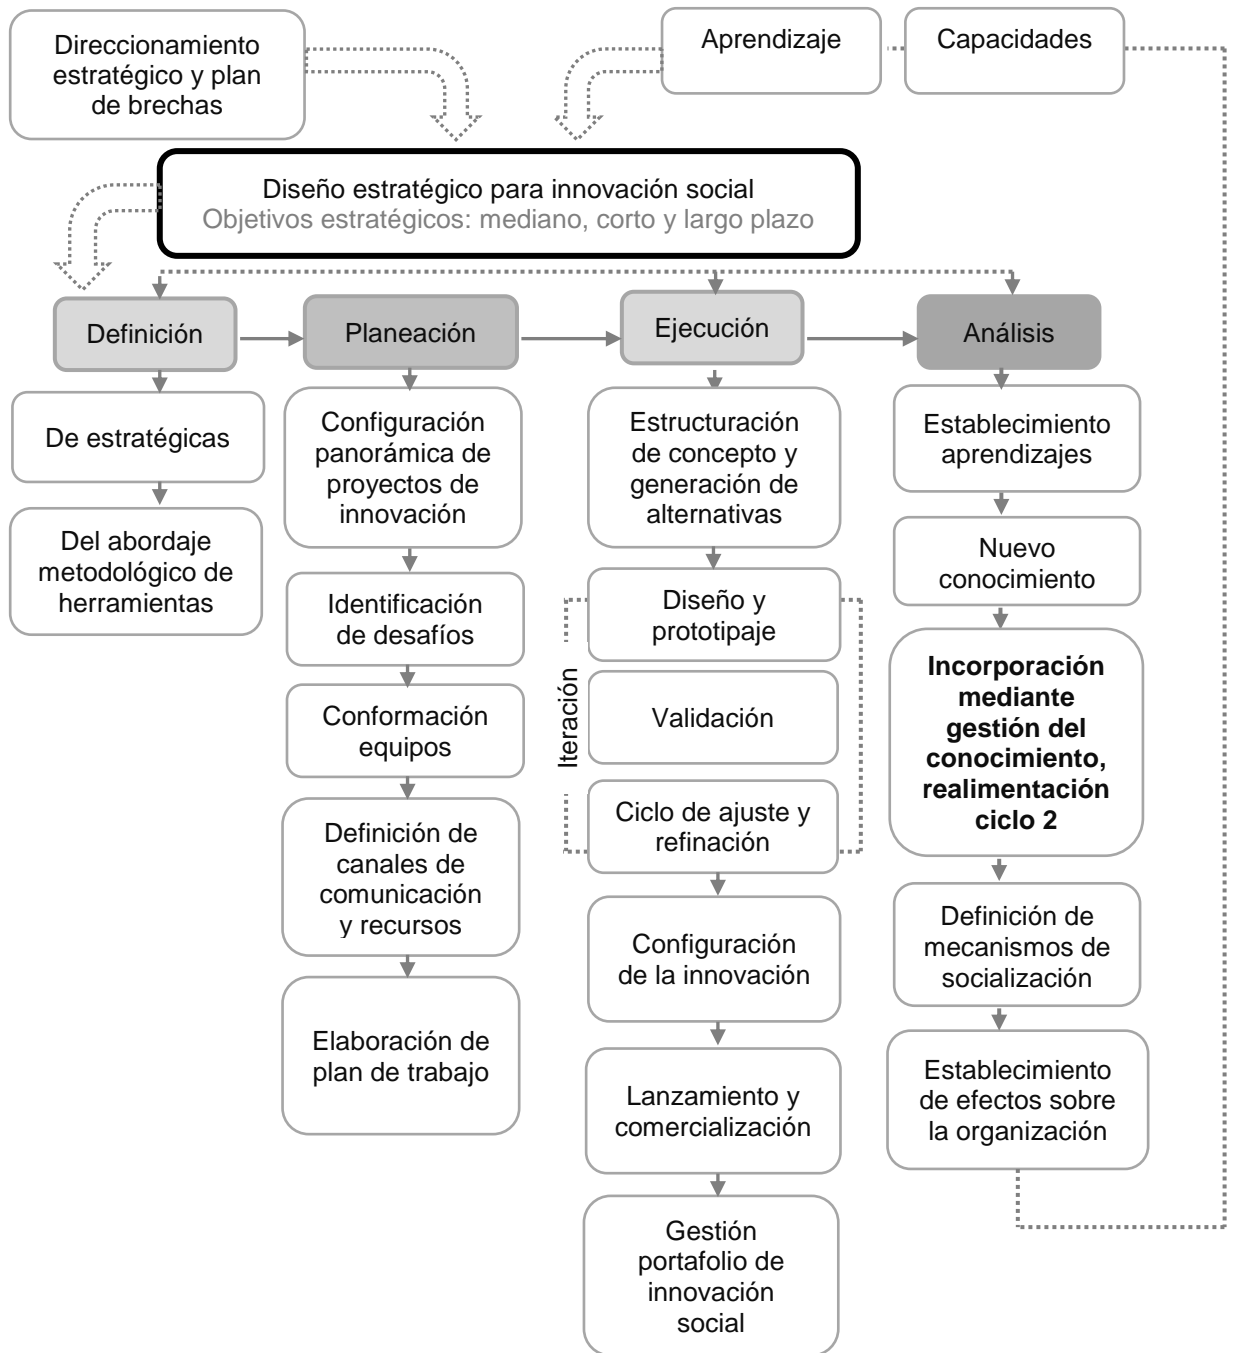 Direccionamiento
estratégico y plan
de brechas
Aprendizaje
Capacidades
Diseño estratégico para innovación social
Objetivos estratégicos: mediano, corto y largo plazo
Definición
Planeación
Ejecución
Análisis
De estratégicas
Del abordaje
metodológico de
herramientas
Configuración
panorámica de
proyectos de
innovación
Identificación
de desafíos
Conformación
equipos
Definición de
canales de
comunicación
y recursos
Elaboración de
plan de trabajo
Estructuración
de concepto y
generación de
alternativas
Iteración
Diseño y
prototipaje
Validación
Ciclo de ajuste y
refinación
Configuración
de la innovación
Lanzamiento y
comercialización
Gestión
portafolio de
innovación
social
Establecimiento
aprendizajes
Nuevo
conocimiento
Incorporación
mediante
gestión del
conocimiento,
realimentación
ciclo 2
Definición de
mecanismos de
socialización
Establecimiento
de efectos sobre
la organización